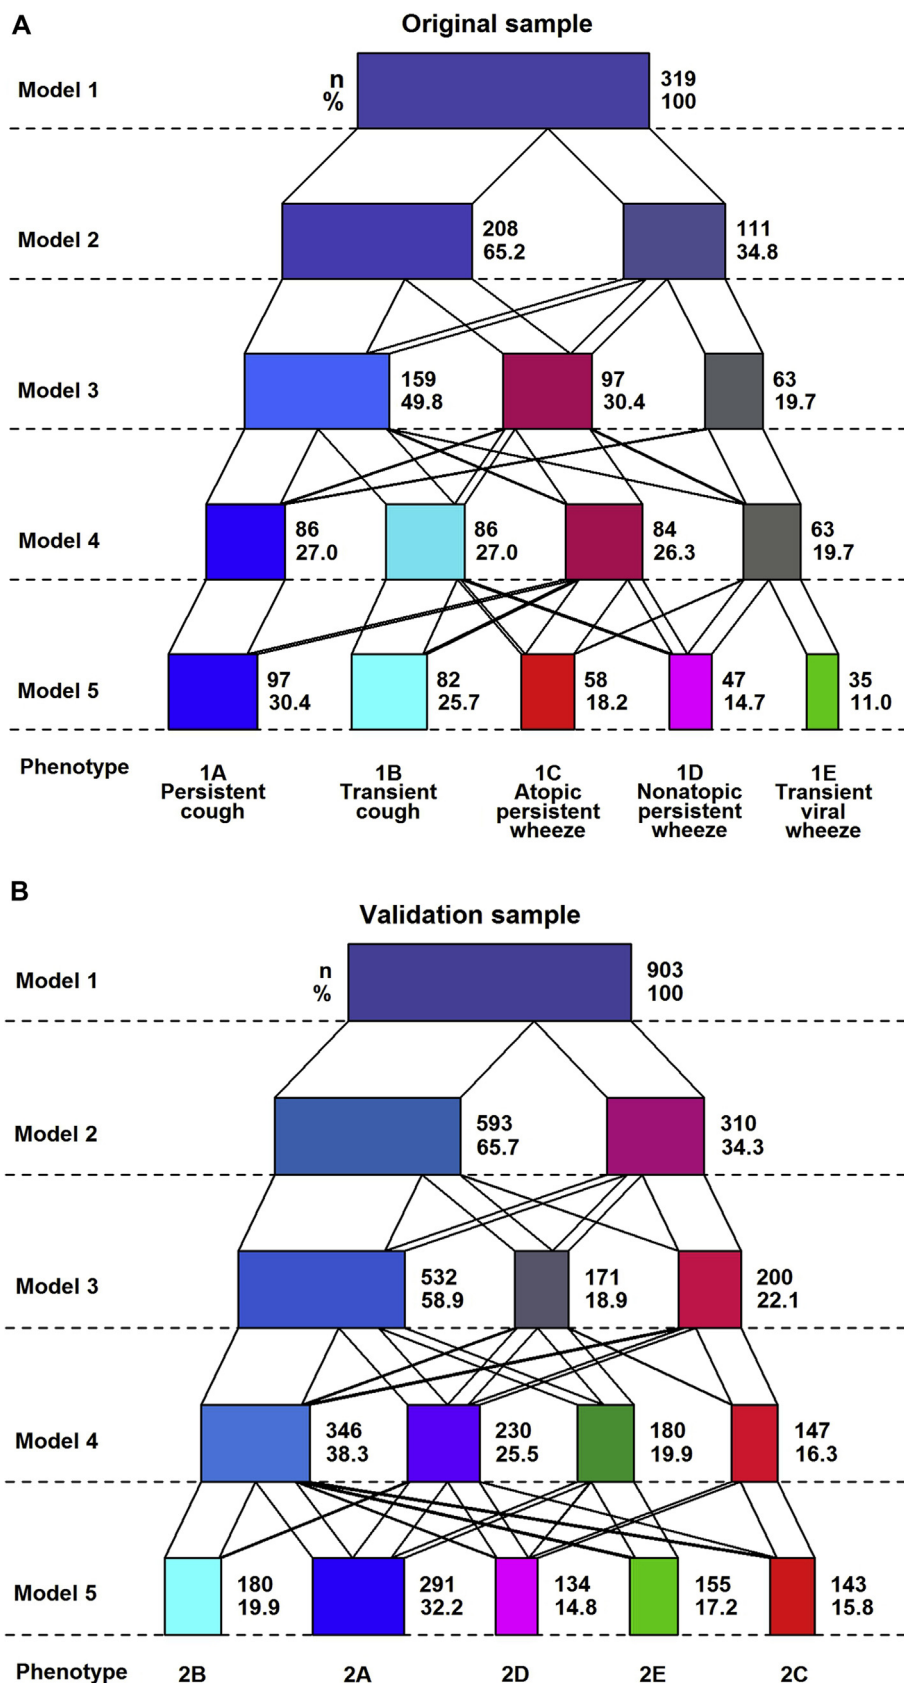 A
Original sample
Model 1
n
%
319
100
Model 2
208
65.2
111
34.8
Model 3
159
49.8
97
30.4
63
19.7
Model 4
86
27.0
86
27.0
84
26.3
63
19.7
Model 5
97
30.4
82
25.7
58
18.2
47
14.7
35
11.0
Phenotype
1A
Persistent
cough
1B
Transient
cough
1C
Atopic
persistent
wheeze
1D
Nonatopic
persistent
wheeze
1E
Transient
viral
wheeze
B
Validation sample
Model 1
n
%
903
100
Model 2
593
65.7
310
34.3
Model 3
532
58.9
171
18.9
200
22.1
Model 4
346
38.3
230
25.5
180
19.9
147
16.3
Model 5
180
19.9
291
32.2
134
14.8
155
17.2
143
15.8
Phenotype
2B
2A
2D
2E
2C